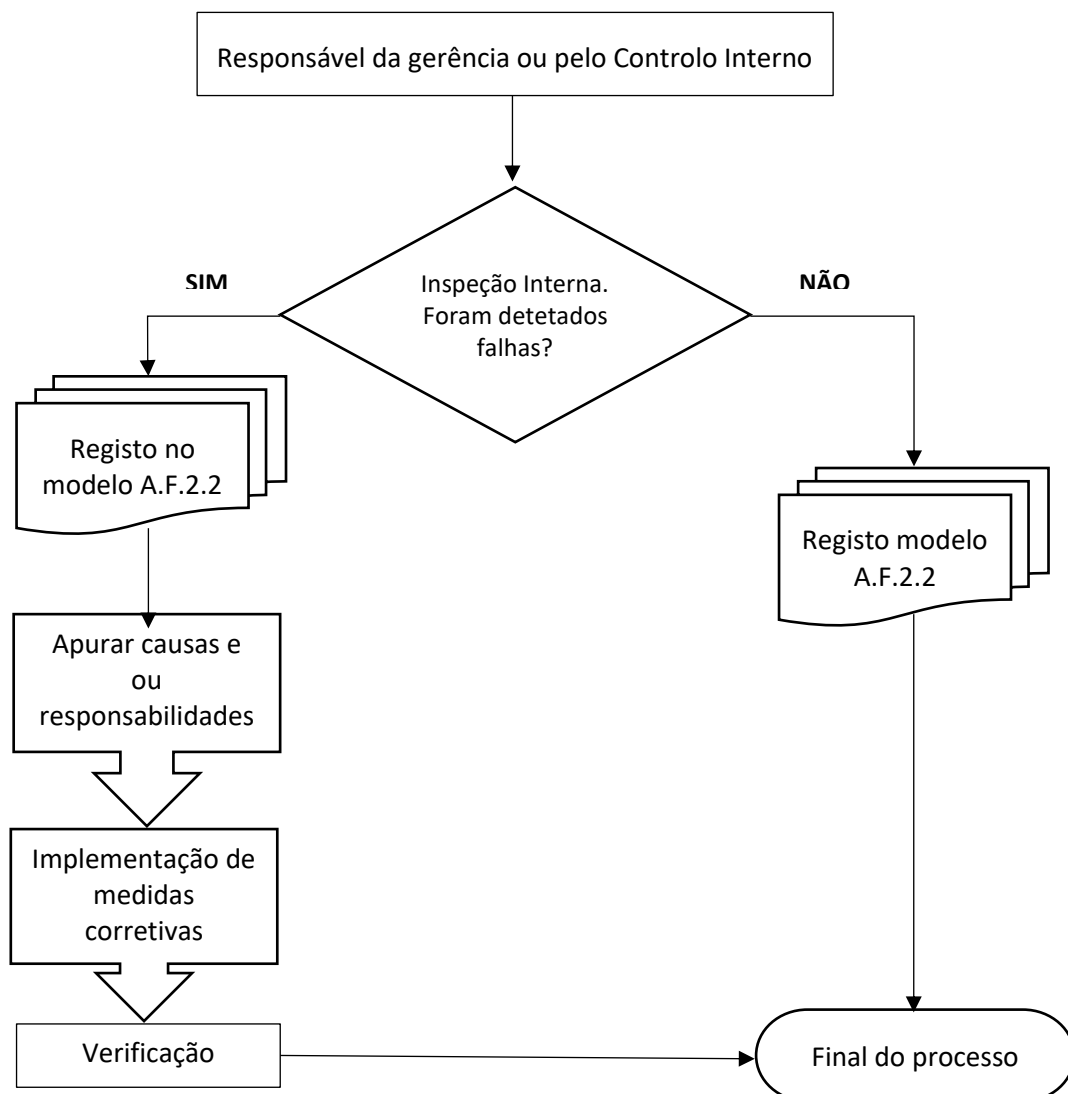 Responsável da gerência ou pelo Controlo Interno
SIM
NÃO
Inspeção Interna.
Foram detetados
falhas?
Registo no
modelo A.F.2.2
Registo modelo
A.F.2.2
Apurar causas e
ou
responsabilidades
Implementação de
medidas
corretivas
Verificação
Final do processo